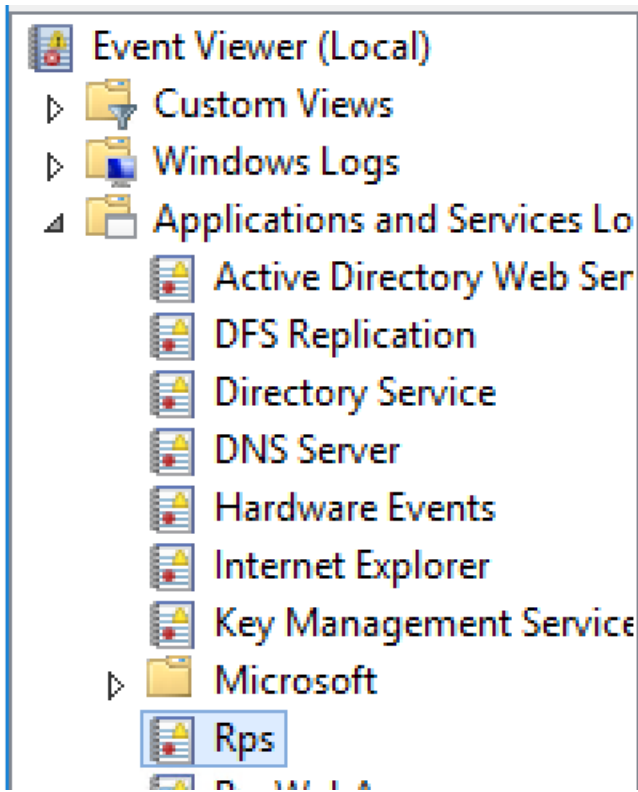 Event Viewer (Local)
Custom Views
Windows Logs
Applications and Services Lo
Active Directory Web Ser
DFS Replication
Directory Service
DNS Server
Hardware Events
Internet Explorer
Key Management Service
Microsoft
Rps